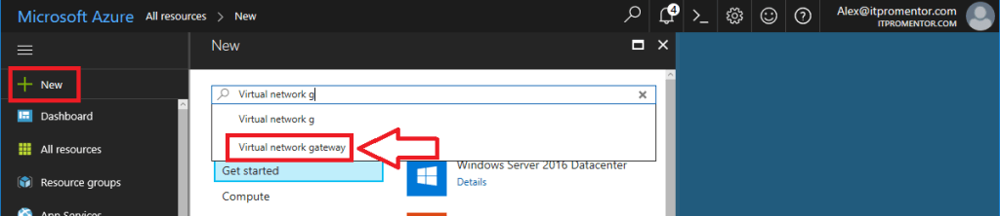 Microsoft Azure All resources > New
4
Alex@itpromentor.com
ITPROMENTOR.COM
New
New
Virtual network g
Dashboard
Virtual network g
All resources
Virtual network gateway
Get started
Windows Server 2016 Datacenter
Details
Resource groups
Compute
App Services